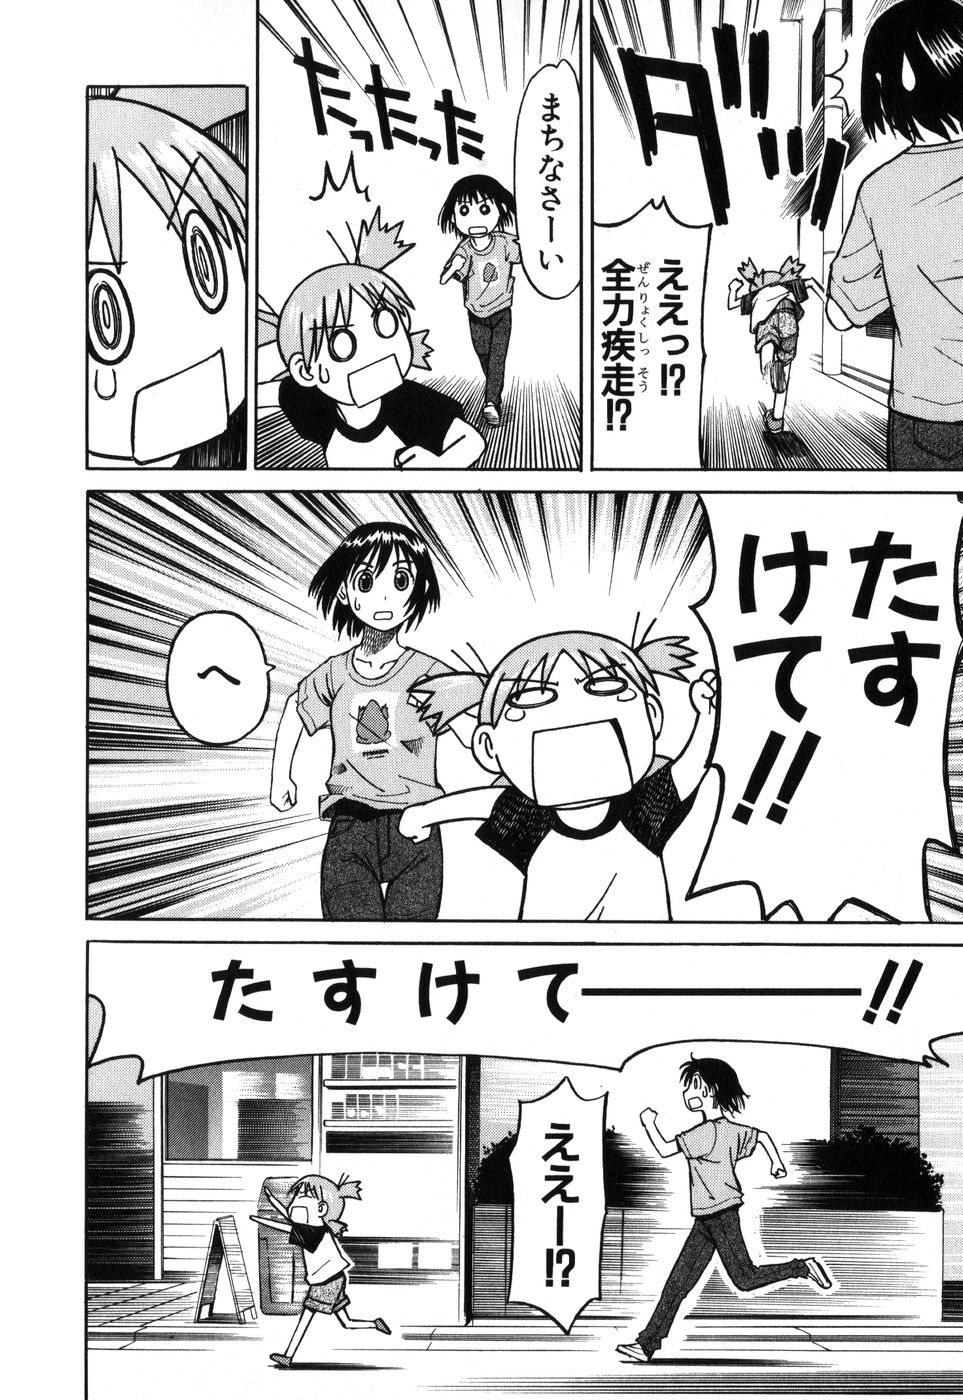 ダッ
ええっ!?
全力疾走!?
ぜんりょくしっそう
まちなさーい
たったったっ
たす
けて!!
へ
たすけて――!!
ええー!?